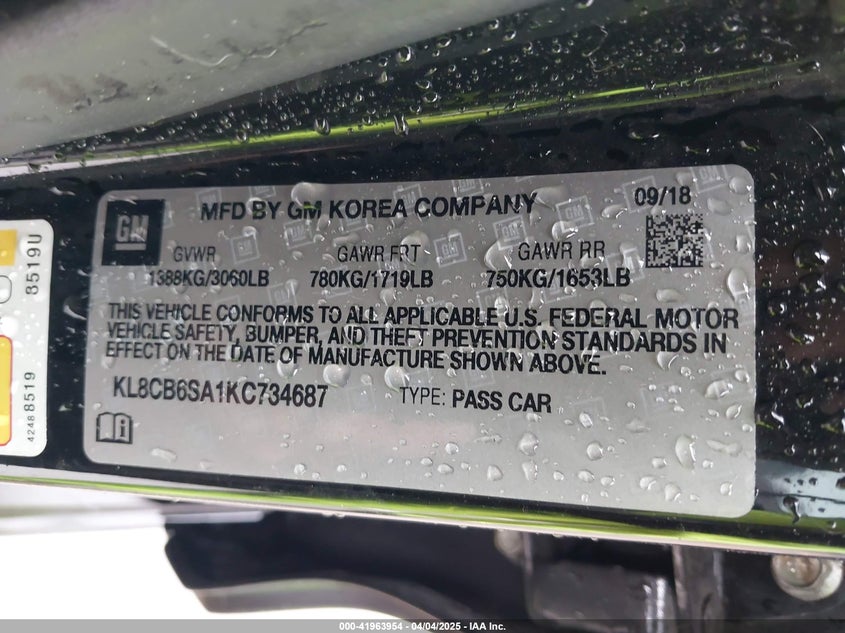 GM
MFD BY GM KOREA COMPANY
09/18
GVWR
GAWR FRT
GAWR RR
1388KG/3060LB
780KG/1719LB
750KG/1653LB
THIS VEHICLE CONFORMS TO ALL APPLICABLE U.S. FEDERAL MOTOR
VEHICLE SAFETY, BUMPER, AND THEFT PREVENTION STANDARDS IN
EFFECT ON THE DATE OF MANUFACTURE SHOWN ABOVE.
KL8CB6SA1KC734687
TYPE: PASS CAR
8519U
42488519
000-41963954 - 04/04/2025 - IAA Inc.